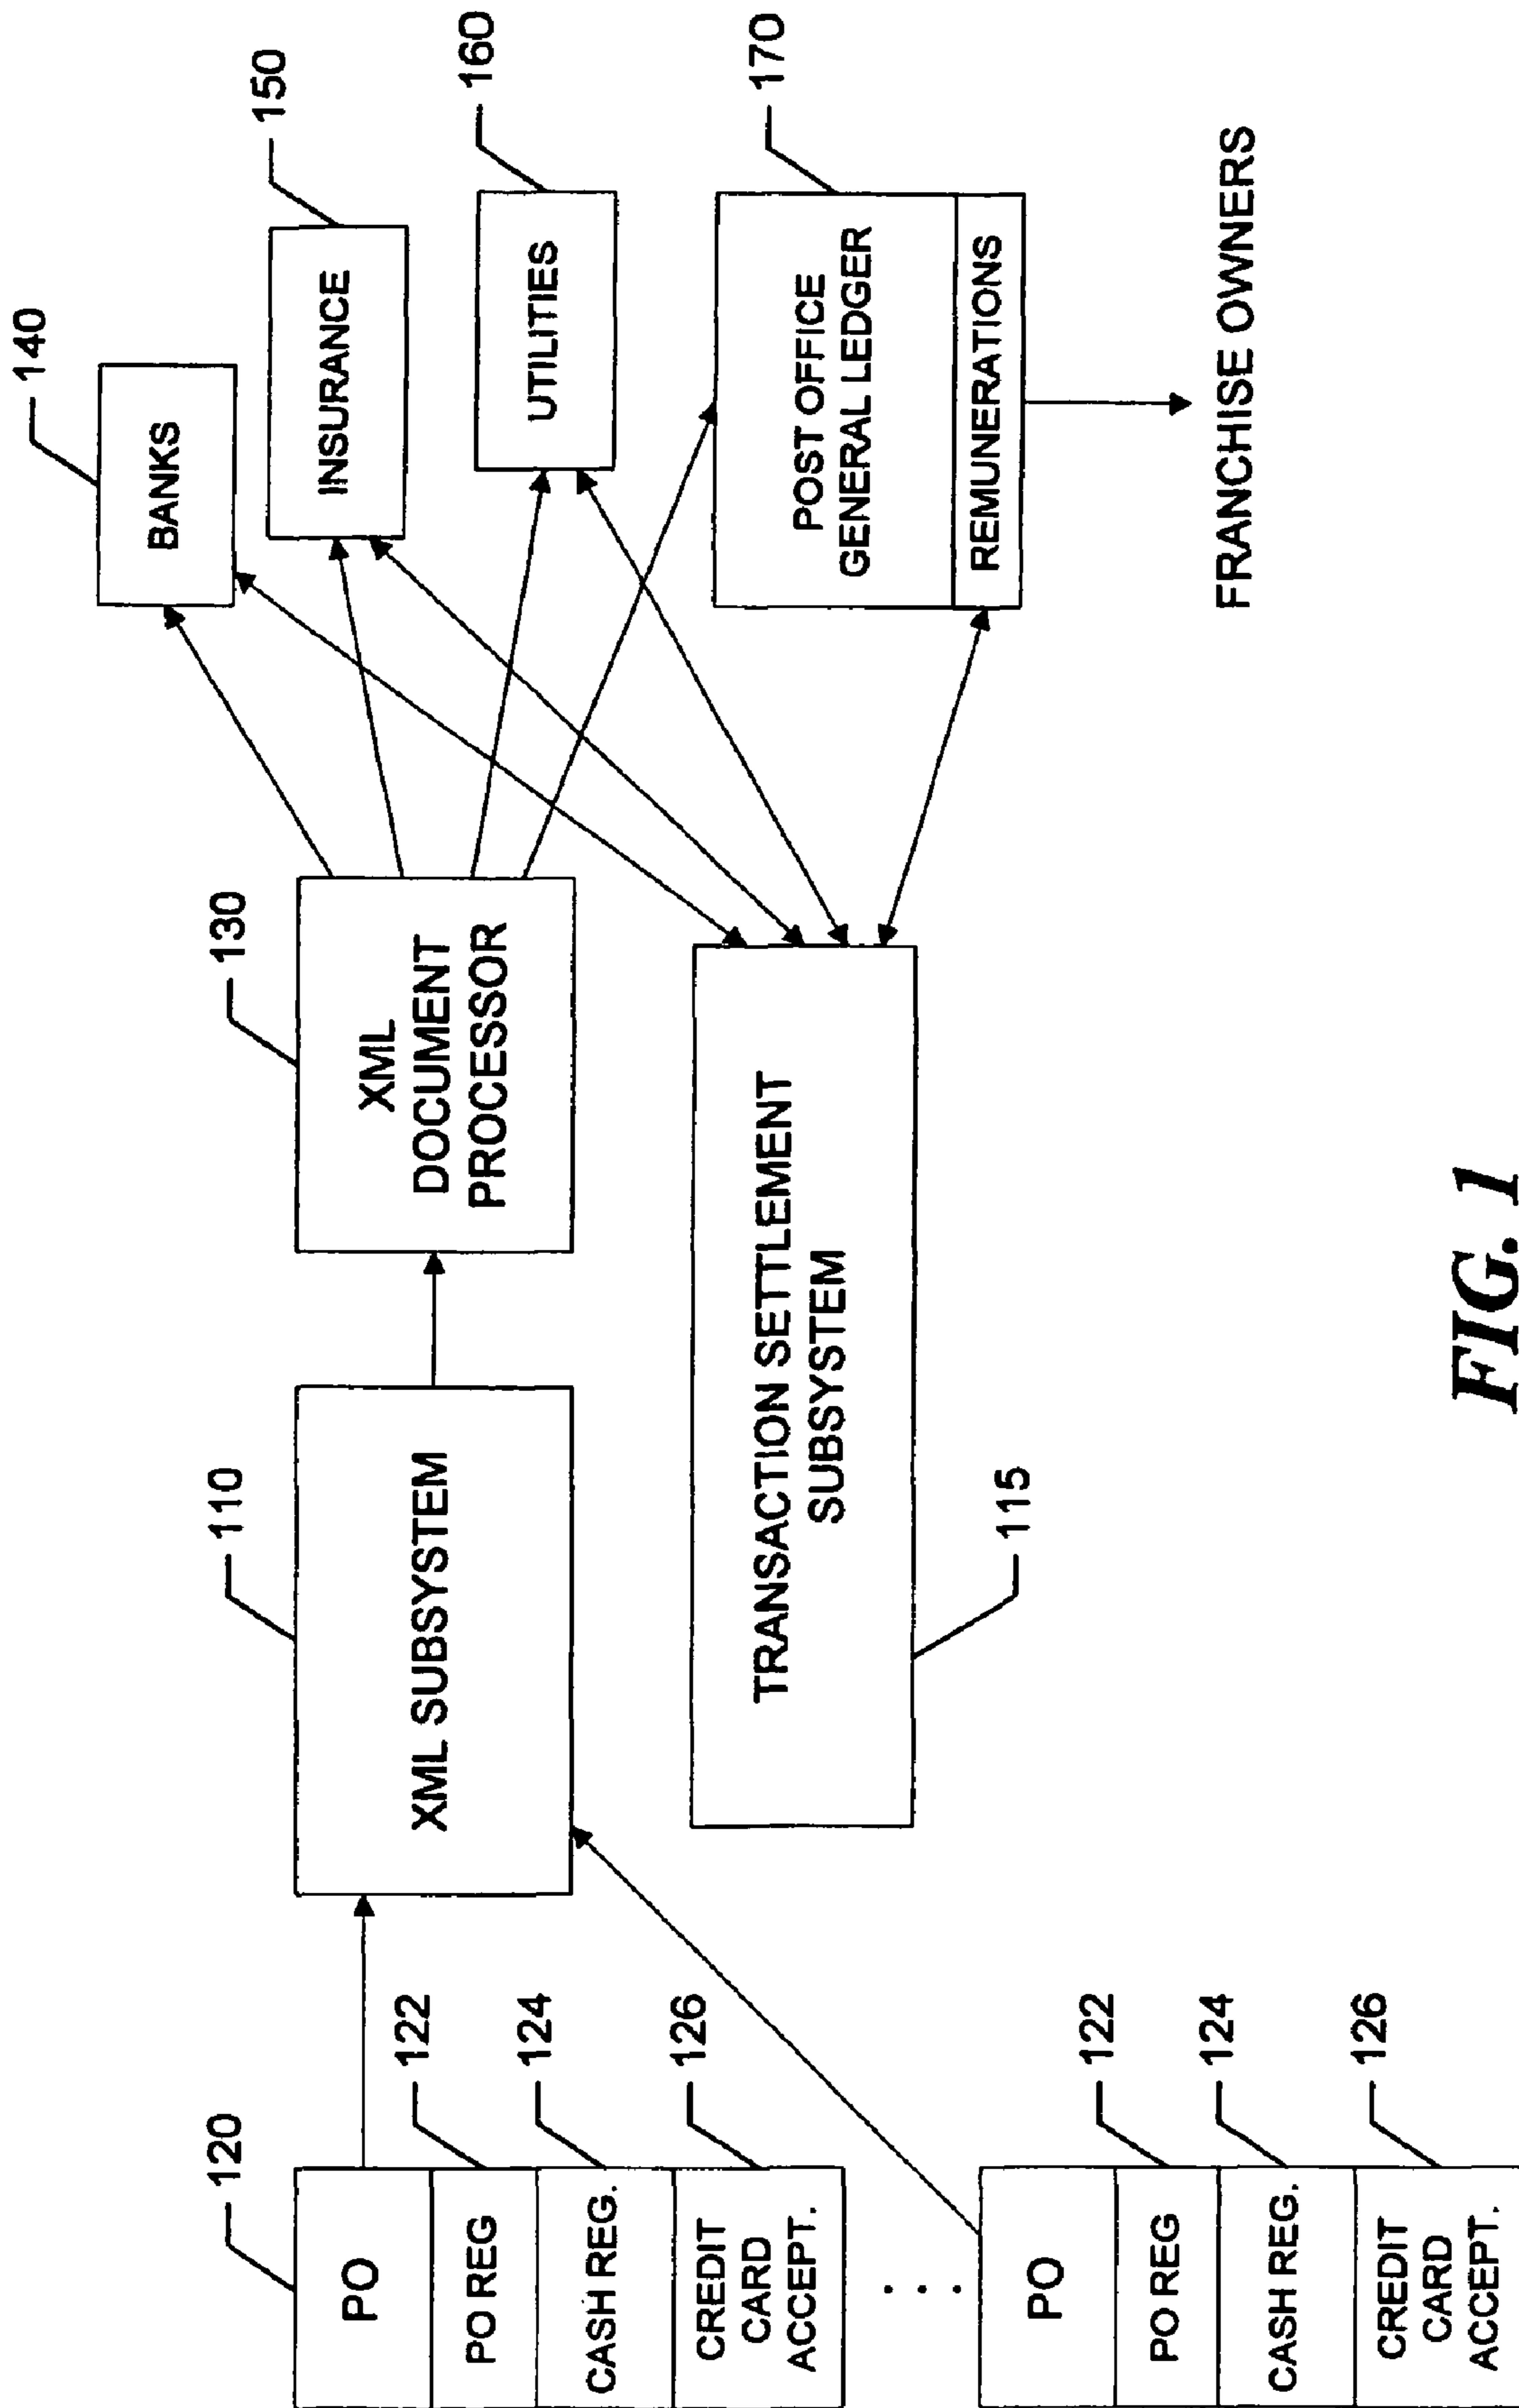 120
PO
PO REG
122
CASH REG.
124
CREDIT
CARD
ACCEPT.
126
. . .
PO
PO REG
122
CASH REG.
124
CREDIT
CARD
ACCEPT.
126
110
XML SUBSYSTEM
TRANSACTION SETTLEMENT
SUBSYSTEM
115
130
XML
DOCUMENT
PROCESSOR
140
BANKS
150
INSURANCE
160
UTILITIES
170
POST OFFICE
GENERAL LEDGER
REMUNERATIONS
FRANCHISE OWNERS
FIG. 1